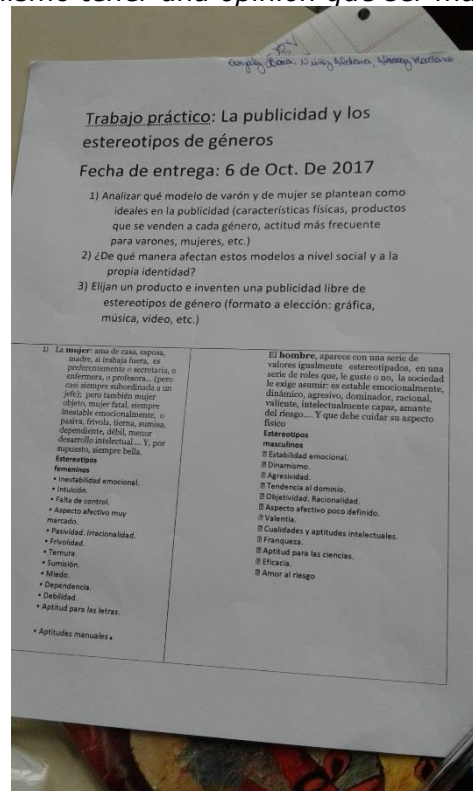 Trabajo práctico: La publicidad y los
estereotipos de géneros
Fecha de entrega: 6 de Oct. De 2017
1) Analizar qué modelo de varón y de mujer se plantean como
ideales en la publicidad (características físicas, productos
que se venden a cada género, actitud más frecuente
para varones, mujeres, etc.)
2) ¿De qué manera afectan estos modelos a nivel social y a la
propia identidad?
3) Elijan un producto e inventen una publicidad libre de
estereotipos de género (formato a elección: gráfica,
música, video, etc.)
1) La mujer: ama de casa, esposa,
madre, si trabaja fuera, es
preferentemente o secretaria, o
enfermera, o profesora... (pero
casi siempre subordinada a un
jefe); pero también mujer
objeto, mujer fatal, siempre
inestable emocionalmente, o
pasiva, frívola, tierna, sumisa,
dependiente, débil, menor
desarrollo intelectual.... Y, por
supuesto, siempre bella.
Estereotipos
femeninos
• Inestabilidad emocional.
• Intuición.
• Falta de control.
• Aspecto afectivo muy
marcado.
• Pasividad. Irracionalidad.
• Frivolidad.
• Ternura.
• Sumisión.
• Miedo.
• Dependencia.
• Debilidad.
• Aptitud para las letras.
• Aptitudes manuales.
El hombre, aparece con una serie de
valores igualmente estereotipados, en una
serie de roles que, le guste o no, la sociedad
le exige asumir: es estable emocionalmente,
dinámico, agresivo, dominador, racional,
valiente, intelectualmente capaz, amante
del riesgo.... Y que debe cuidar su aspecto
físico
Estereotipos
masculinos
Estabilidad emocional.
Dinamismo.
Agresividad.
Tendencia al dominio.
Objetividad. Racionalidad.
Aspecto afectivo poco definido.
Valentía.
Cualidades y aptitudes intelectuales.
Franqueza.
Aptitud para las ciencias.
Eficacia.
Amor al riesgo